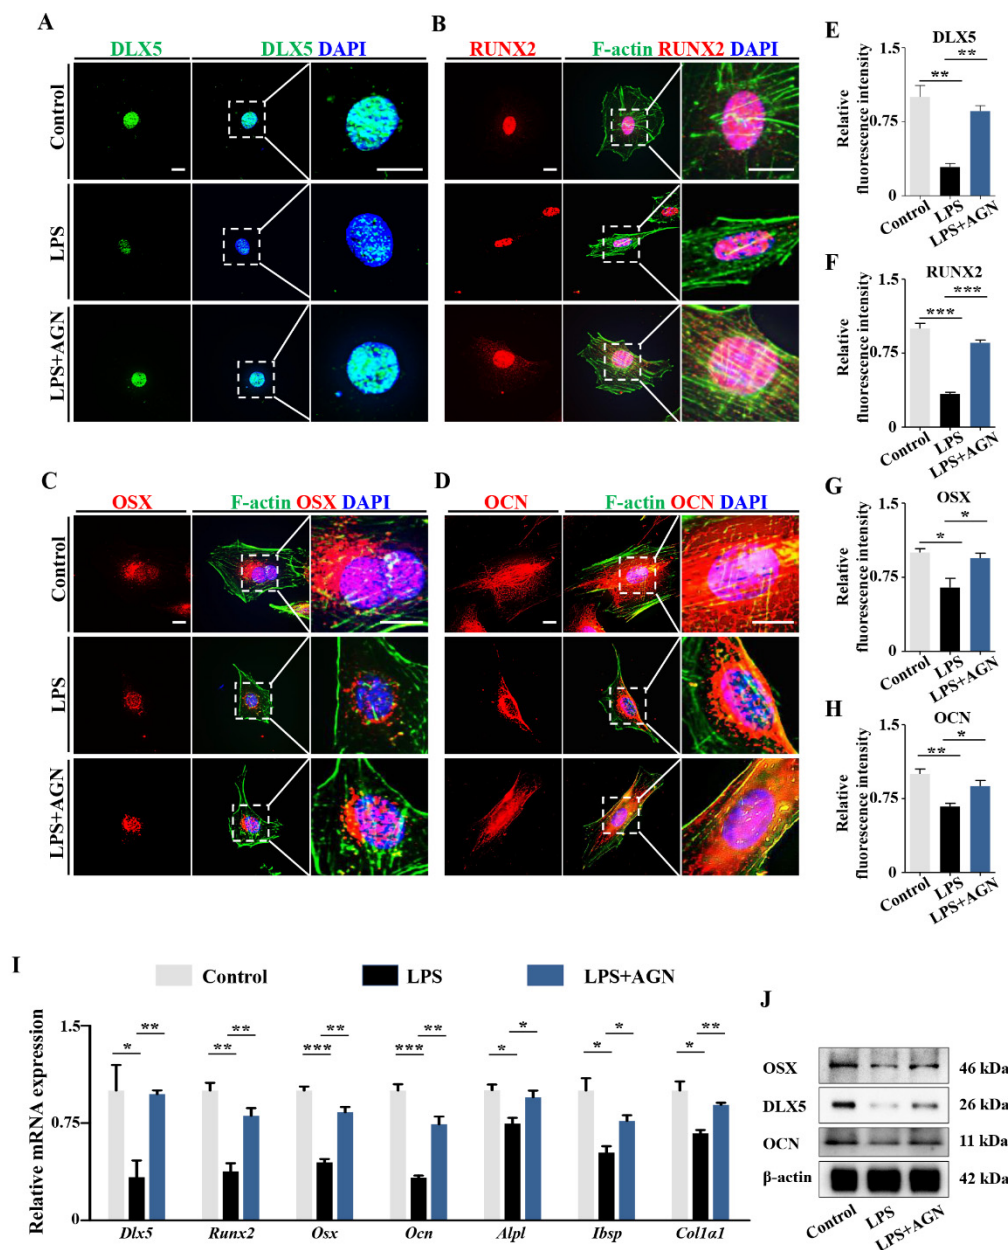 A
DLX5
DLX5 DAPI
Control
LPS
LPS+AGN
B
RUNX2
F-actin RUNX2 DAPI
E
DLX5
Relative
fluorescence intensity
1.5
0.75
0
**
**
Control
LPS
LPS+AGN
F
RUNX2
Relative
fluorescence intensity
1.5
0.75
0
***
***
Control
LPS
LPS+AGN
C
OSX
F-actin OSX DAPI
Control
LPS
LPS+AGN
D
OCN
F-actin OCN DAPI
G
OSX
Relative
fluorescence intensity
1.5
0.75
0
*
*
Control
LPS
LPS+AGN
H
OCN
Relative
fluorescence intensity
1.5
0.75
0
**
*
Control
LPS
LPS+AGN
I
Control
LPS
LPS+AGN
Relative mRNA expression
1.5
0.75
0
* **
** **
*** **
*** **
* *
* *
* **
Dlx5 Runx2 Osx Ocn Alpl Ibsp Col1α1
J
OSX 46 kDa
DLX5 26 kDa
OCN 11 kDa
β-actin 42 kDa
Control LPS LPS+AGN